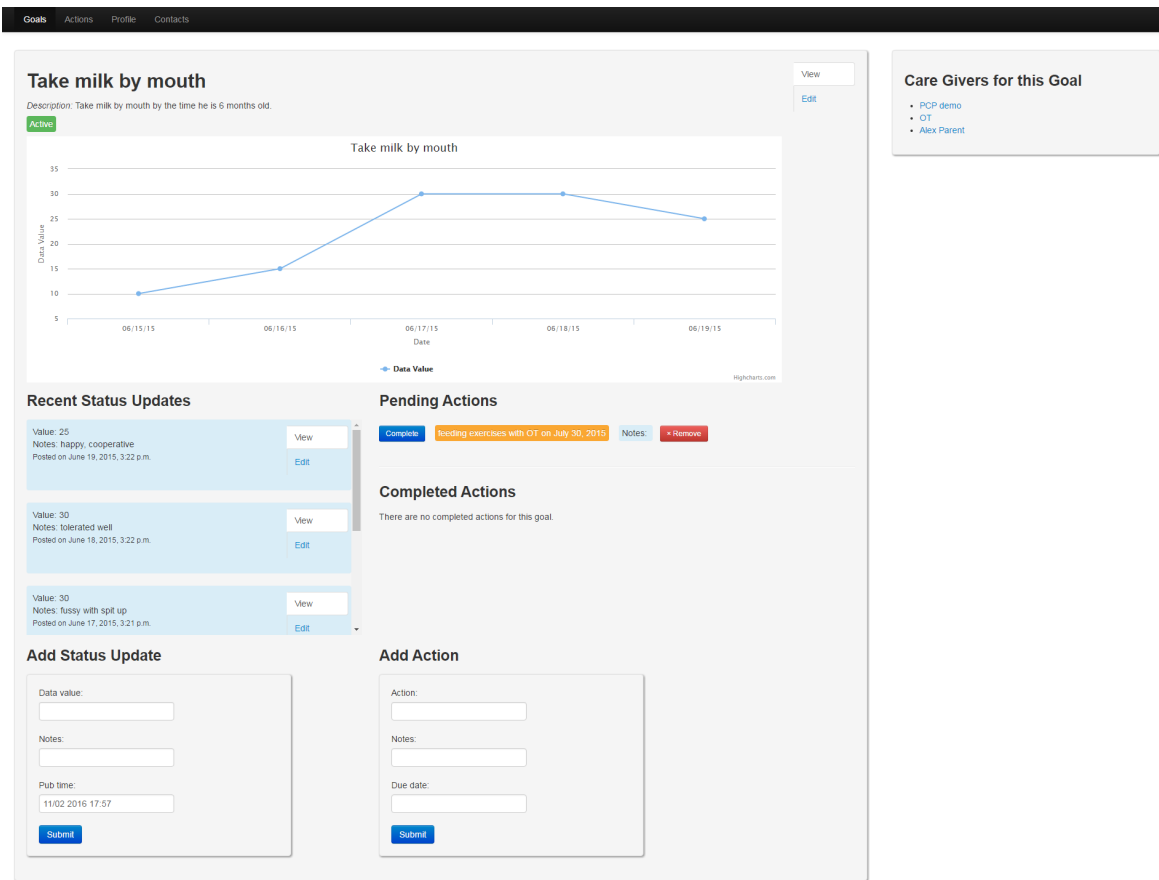 Goals Actions Profile Contacts
Take milk by mouth
Description: Take milk by mouth by the time he is 6 months old.
Active
View
Edit
Take milk by mouth
35
30
25
20
15
10
5
Data Value
06/15/15 06/16/15 06/17/15 06/18/15 06/19/15
Date
Data Value
Highcharts.com
Recent Status Updates
Value: 25
Notes: happy, cooperative
Posted on June 19, 2015, 3:22 p.m.
View
Edit
Value: 30
Notes: tolerated well
Posted on June 18, 2015, 3:22 p.m.
View
Edit
Value: 30
Notes: fussy with spit up
Posted on June 17, 2015, 3:21 p.m.
View
Edit
Pending Actions
Complete feeding exercises with OT on July 30, 2015 Notes: × Remove
Completed Actions
There are no completed actions for this goal.
Add Status Update
Data value:
Notes:
Pub time:
11/02 2016 17:57
Submit
Add Action
Action:
Notes:
Due date:
Submit
Care Givers for this Goal
• PCP demo
• OT
• Alex Parent